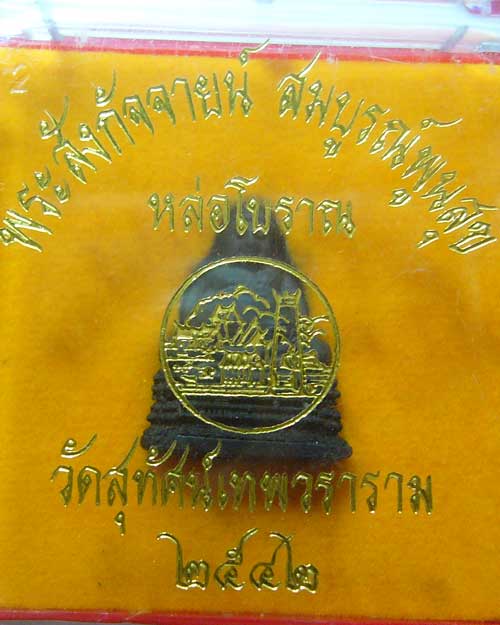 พระสังกัจจายน์ สมบูรณ์พูนสุข
หล่อโบราณ
วัดสุทัศน์เทพวราราม
๒๕๔๒